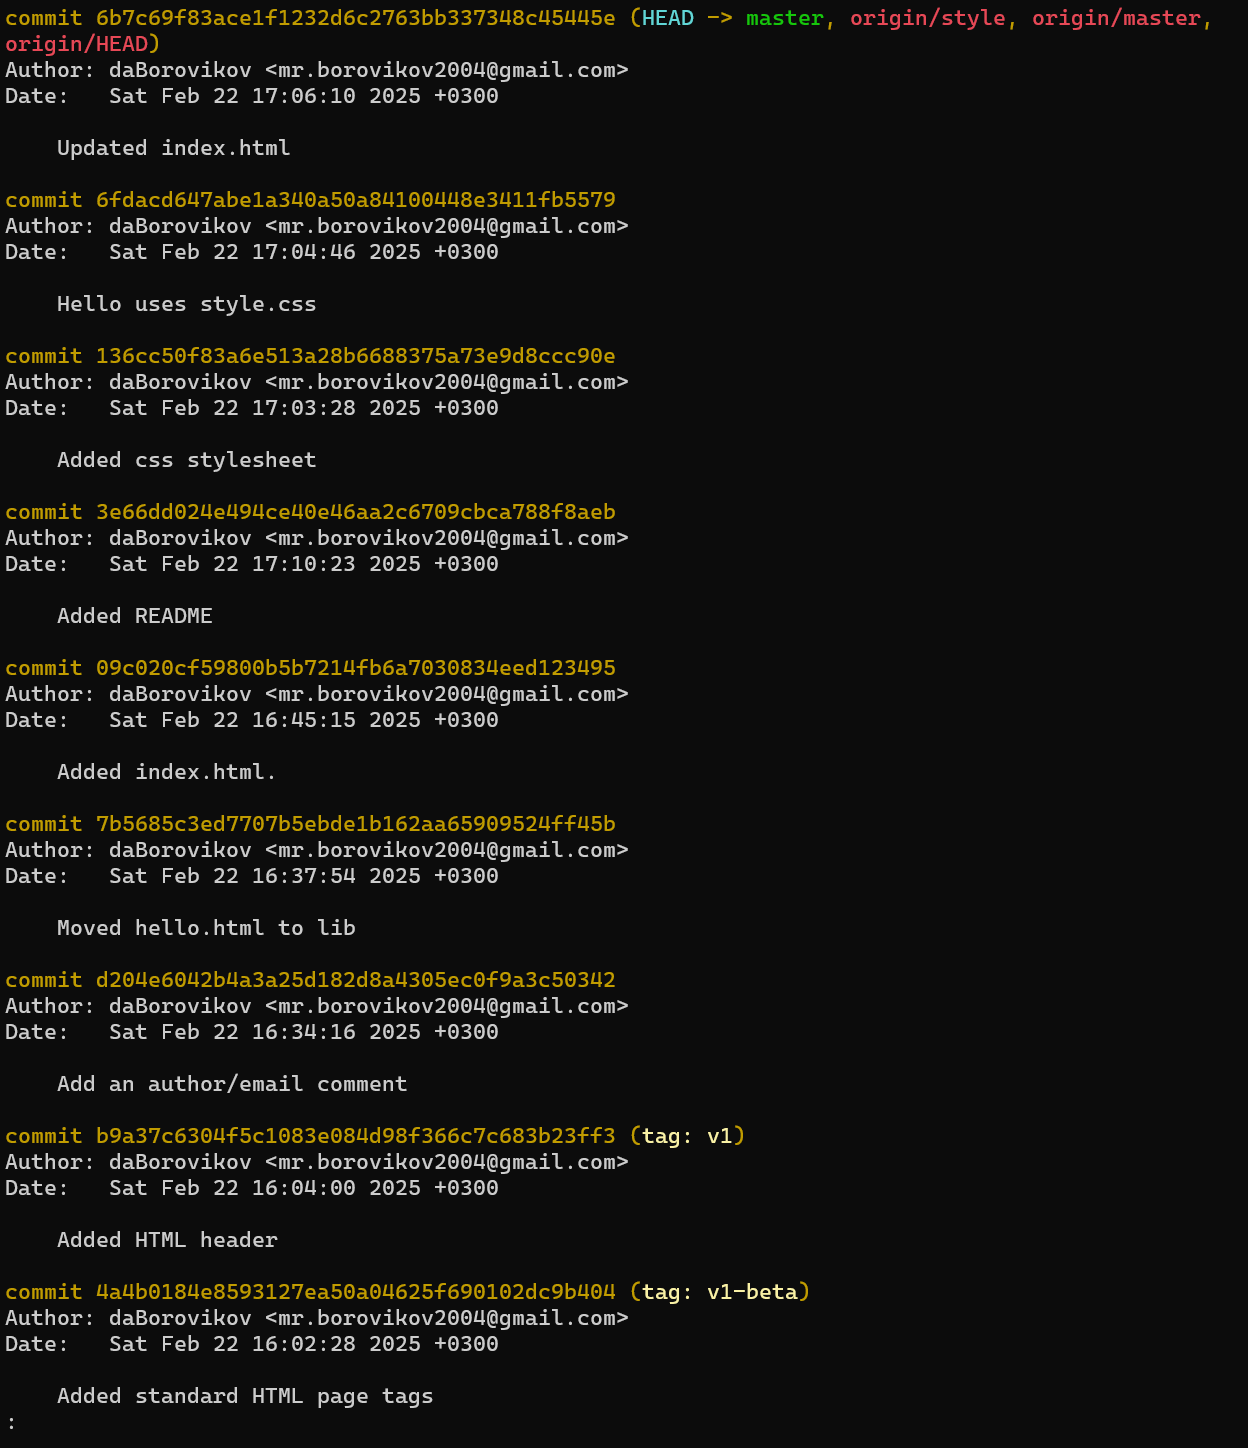 commit 6b7c69f83ace1f1232d6c2763bb337348c45445e (HEAD -> master, origin/style, origin/master,
origin/HEAD)
Author: daBorovikov <mr.borovikov2004@gmail.com>
Date:   Sat Feb 22 17:06:10 2025 +0300

    Updated index.html

commit 6fdacd647abe1a340a50a84100448e3411fb5579
Author: daBorovikov <mr.borovikov2004@gmail.com>
Date:   Sat Feb 22 17:04:46 2025 +0300

    Hello uses style.css

commit 136cc50f83a6e513a28b6688375a73e9d8ccc90e
Author: daBorovikov <mr.borovikov2004@gmail.com>
Date:   Sat Feb 22 17:03:28 2025 +0300

    Added css stylesheet

commit 3e66dd024e494ce40e46aa2c6709cbca788f8aeb
Author: daBorovikov <mr.borovikov2004@gmail.com>
Date:   Sat Feb 22 17:10:23 2025 +0300

    Added README

commit 09c020cf59800b5b7214fb6a7030834eed123495
Author: daBorovikov <mr.borovikov2004@gmail.com>
Date:   Sat Feb 22 16:45:15 2025 +0300

    Added index.html.

commit 7b5685c3ed7707b5ebde1b162aa65909524ff45b
Author: daBorovikov <mr.borovikov2004@gmail.com>
Date:   Sat Feb 22 16:37:54 2025 +0300

    Moved hello.html to lib

commit d204e6042b4a3a25d182d8a4305ec0f9a3c50342
Author: daBorovikov <mr.borovikov2004@gmail.com>
Date:   Sat Feb 22 16:34:16 2025 +0300

    Add an author/email comment

commit b9a37c6304f5c1083e084d98f366c7c683b23ff3 (tag: v1)
Author: daBorovikov <mr.borovikov2004@gmail.com>
Date:   Sat Feb 22 16:04:00 2025 +0300

    Added HTML header

commit 4a4b0184e8593127ea50a04625f690102dc9b404 (tag: v1-beta)
Author: daBorovikov <mr.borovikov2004@gmail.com>
Date:   Sat Feb 22 16:02:28 2025 +0300

    Added standard HTML page tags
: